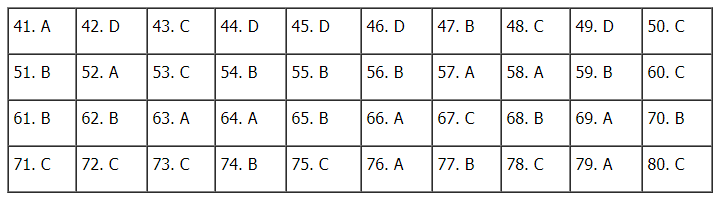 41. A 42. D 43. C 44. D 45. D 46. D 47. B 48. C 49. D 50. C
51. B 52. A 53. C 54. B 55. B 56. B 57. A 58. A 59. B 60. C
61. B 62. B 63. A 64. A 65. B 66. A 67. C 68. B 69. A 70. B
71. C 72. C 73. C 74. B 75. C 76. A 77. B 78. C 79. A 80. C